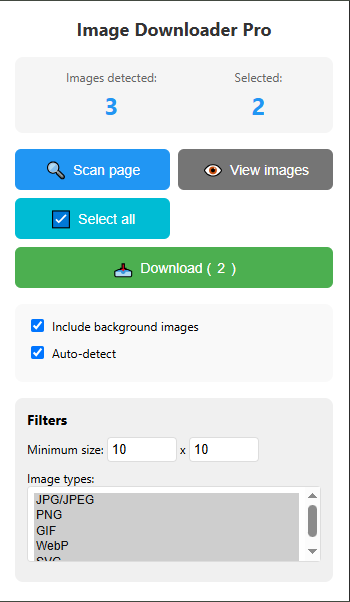 Image Downloader Pro
Images detected: Selected:
3 2
Scan page View images
Select all
Download ( 2 )
Include background images
Auto-detect
Filters
Minimum size: 10 x 10
Image types:
JPG/JPEG
PNG
GIF
WebP
SVG